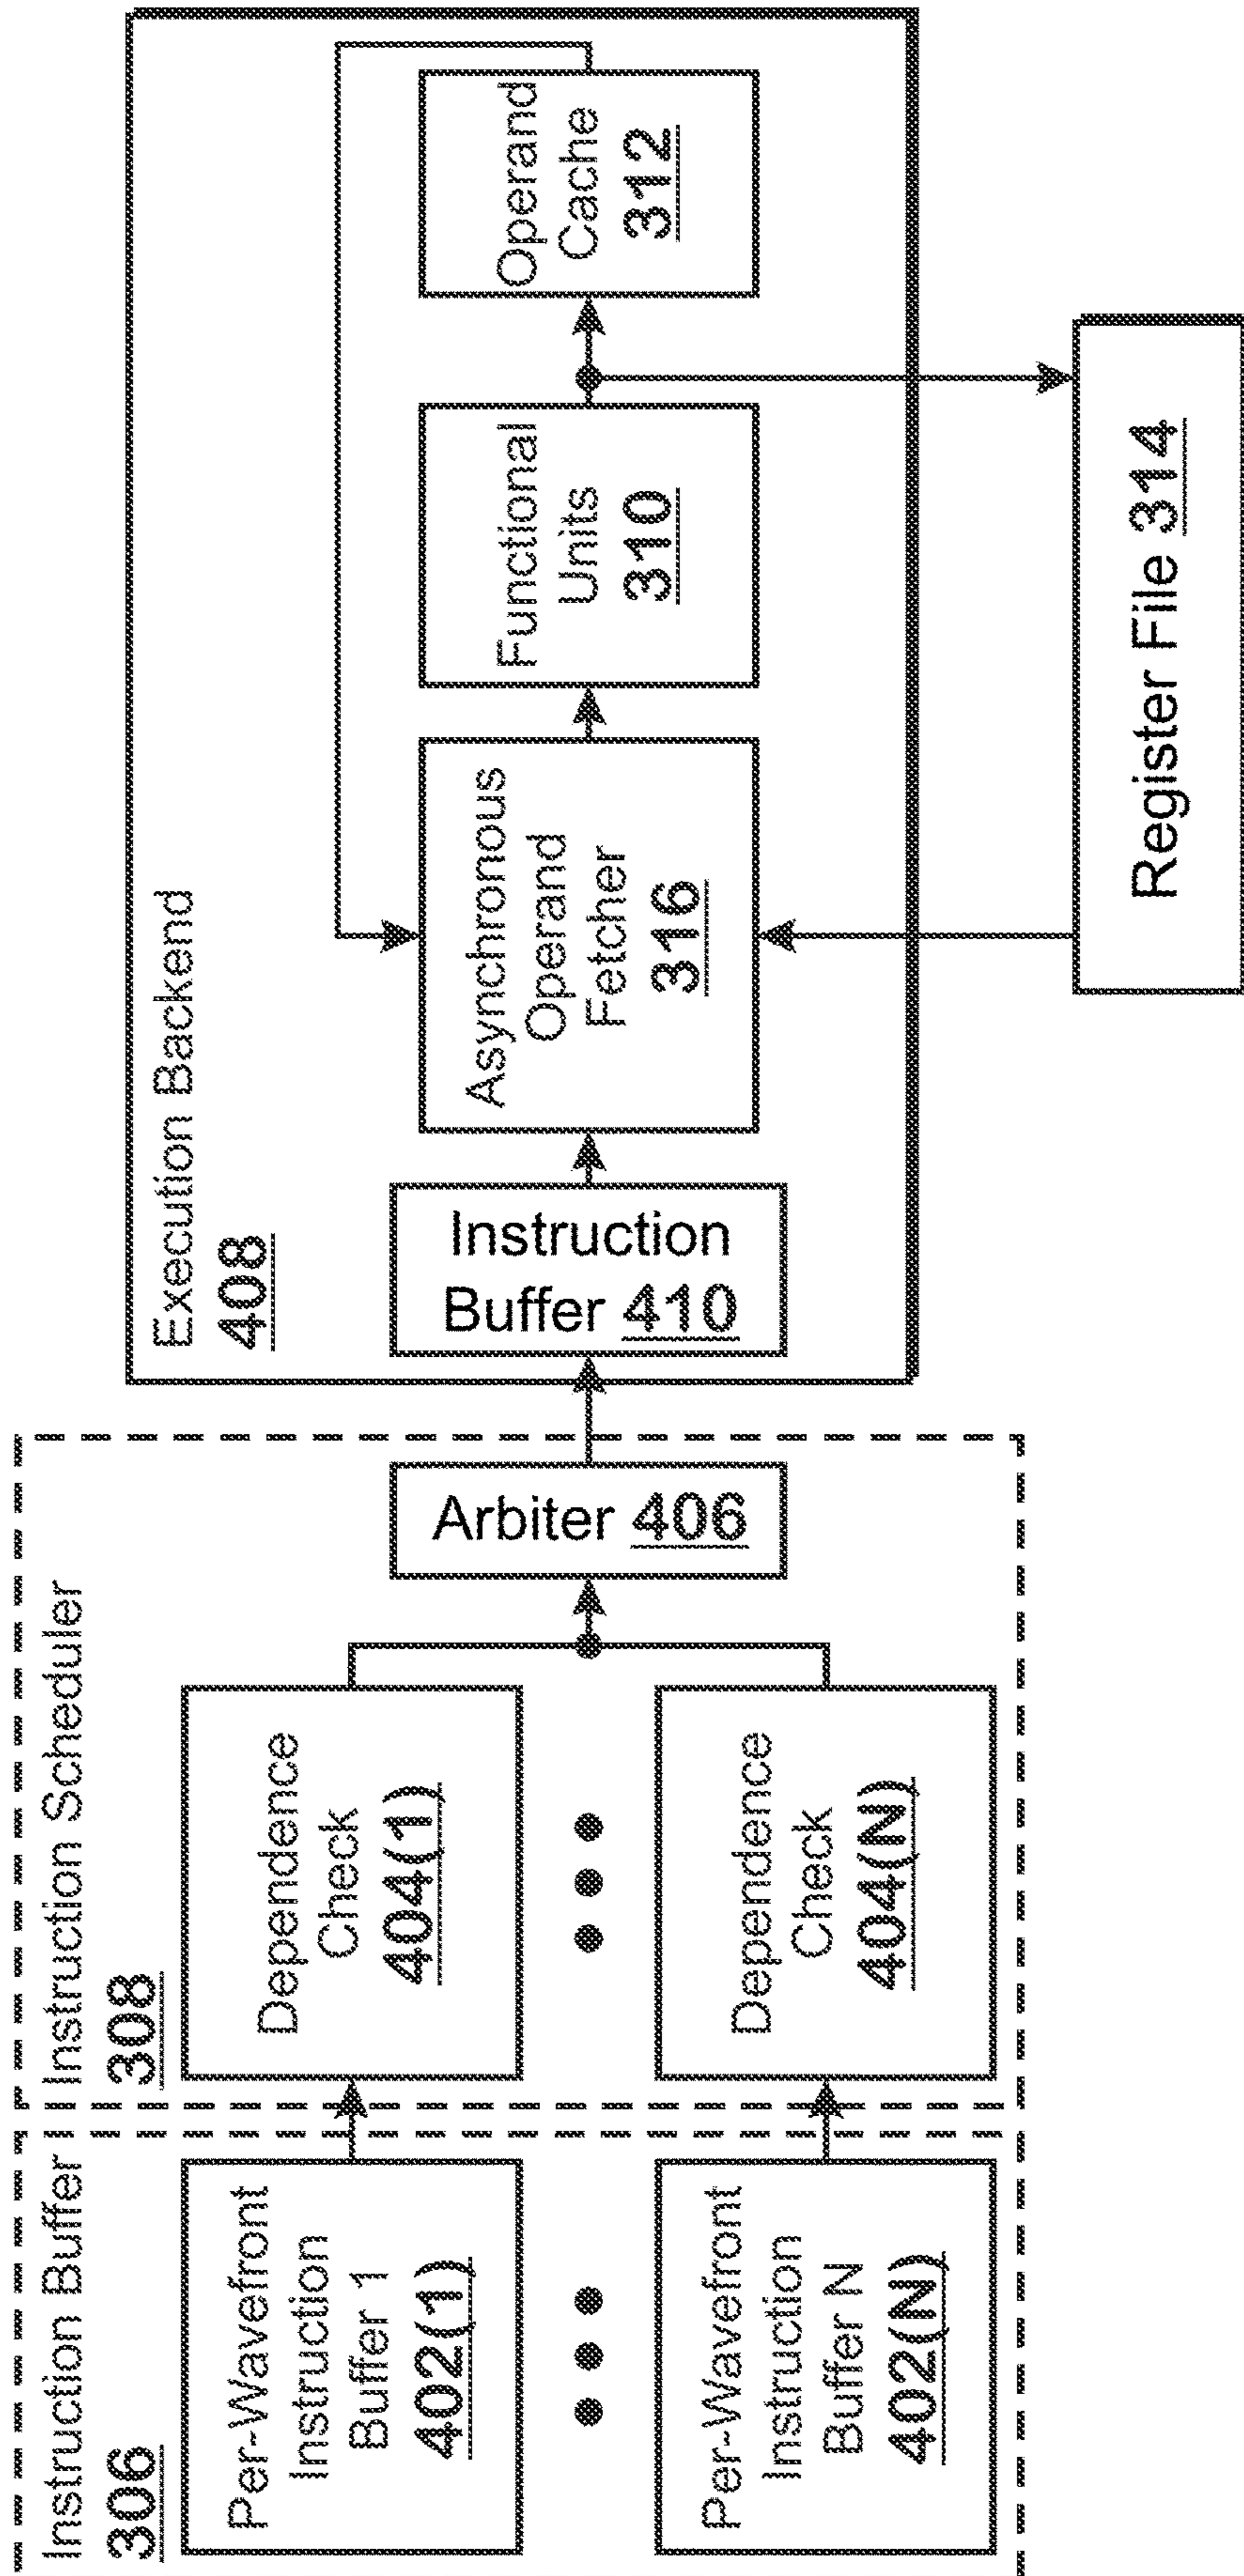 Instruction Buffer
306
Per-Wavefront
Instruction
Buffer 1
402(1)
Per-Wavefront
Instruction
Buffer N
402(N)
Instruction Scheduler
308
Dependence
Check
404(1)
Dependence
Check
404(N)
Arbiter 406
Execution Backend
408
Instruction
Buffer 410
Asynchronous
Operand
Fetcher
316
Functional
Units
310
Operand
Cache
312
Register File 314